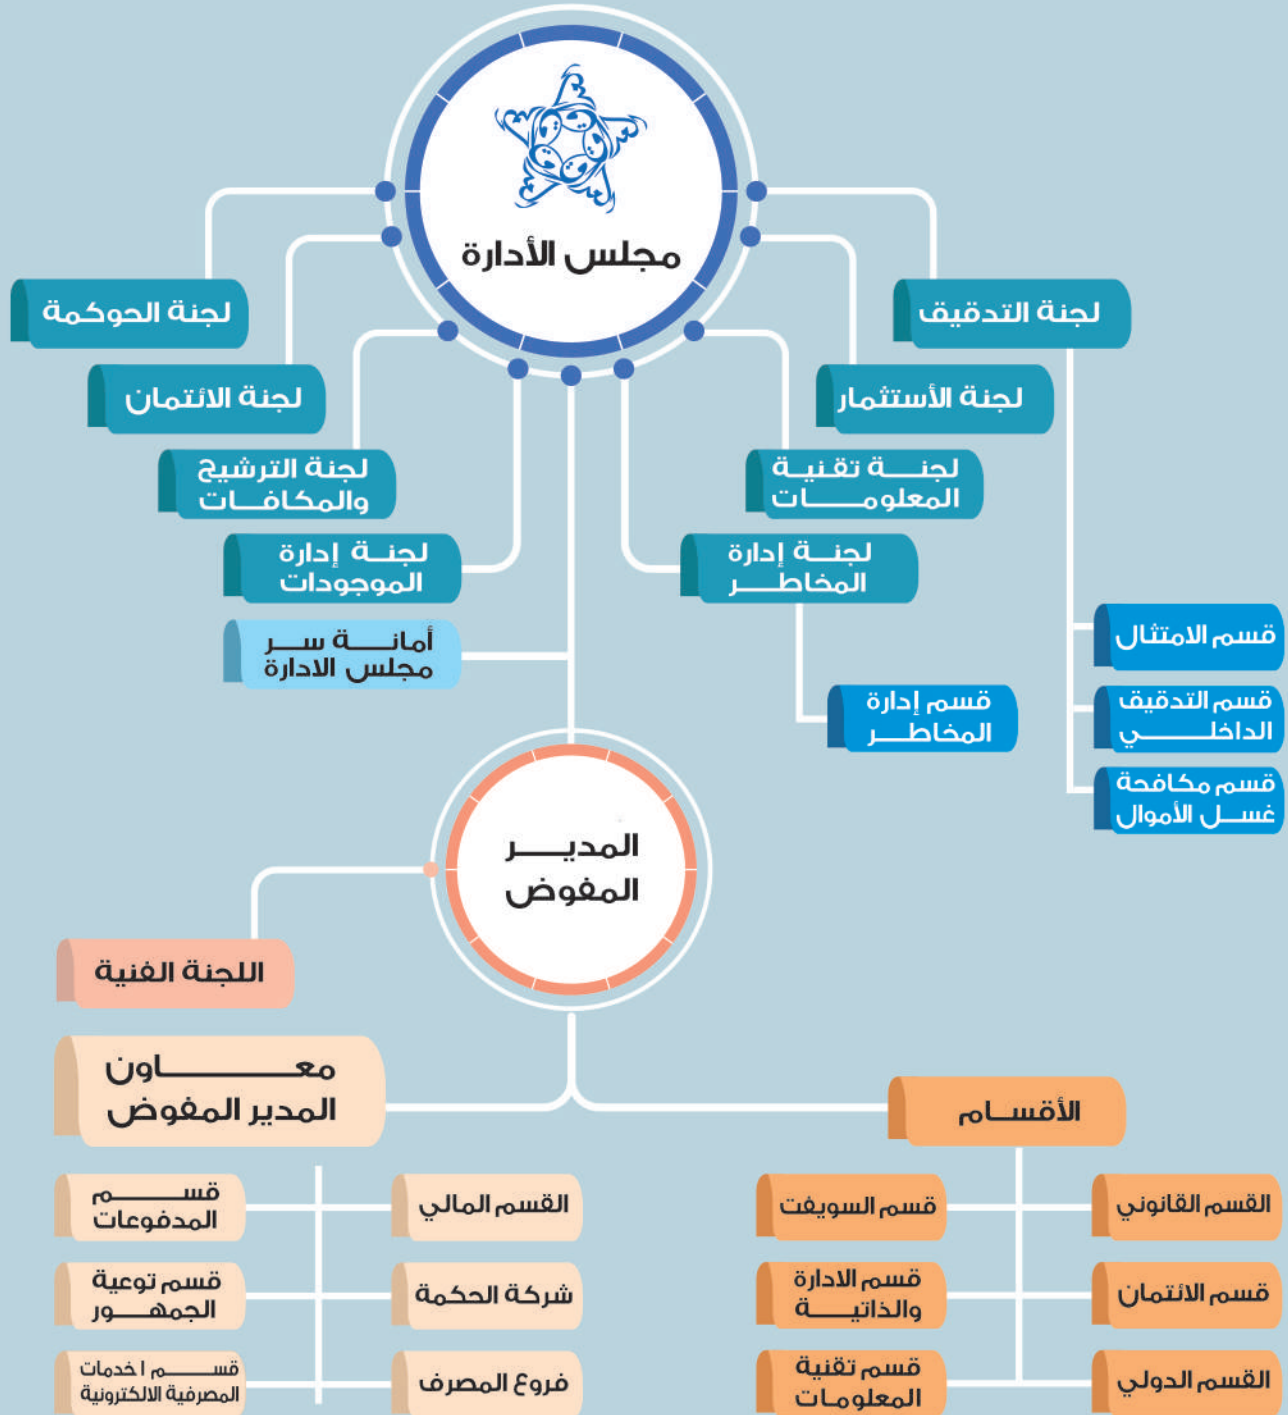 مجلس الأدارة
لجنة التدقيق
لجنة الحوكمة
لجنة الأستثمار
لجنة الائتمان
لجنة تقنية
المعلومات
لجنة الترشيح
والمكافات
لجنة إدارة
المخاطر
لجنة إدارة
الموجودات
قسم الامتثال
أمانة سر
مجلس الادارة
قسم التدقيق
الداخلي
قسم إدارة
المخاطر
قسم مكافحة
غسل الأموال
المدير
المفوض
اللجنة الفنية
معاون
المدير المفوض
الأقسام
القسم القانوني
قسم السويفت
القسم المالي
قسم
المدفوعات
قسم الائتمان
قسم الادارة
والذاتية
شركة الحكمة
قسم توعية
الجمهور
القسم الدولي
قسم تقنية
المعلومات
فروع المصرف
قسم ا خدمات
المصرفية الالكترونية